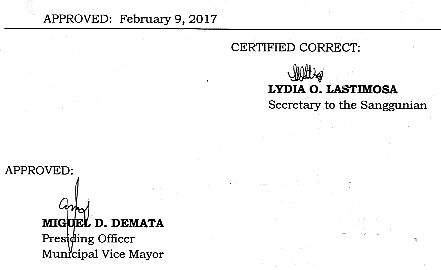 APPROVED: February 9, 2017
CERTIFIED CORRECT:
LYDIA O. LASTIMOSA
Secretary to the Sanggunian
APPROVED:
MIGUEL D. DEMATA
Presiding Officer
Municipal Vice Mayor